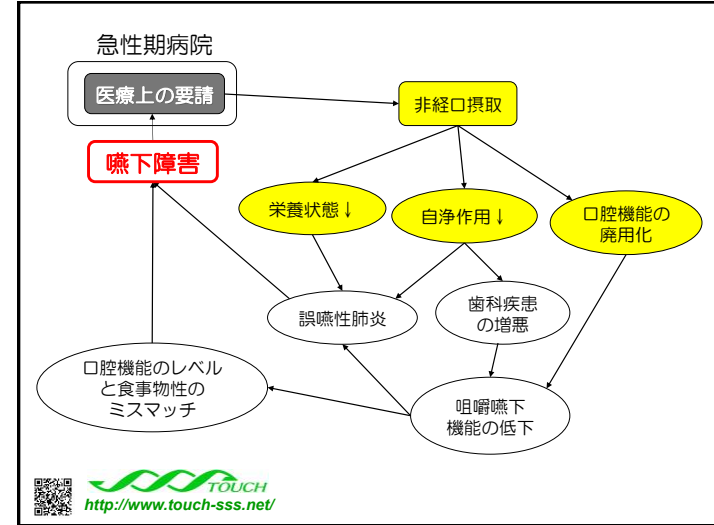 急性期病院
医療上の要請
非経口摂取
嚥下障害
栄養状態↓
自浄作用↓
口腔機能の
廃用化
誤嚥性肺炎
歯科疾患
の増悪
口腔機能のレベル
と食事物性の
ミスマッチ
咀嚼嚥下
機能の低下
SSS TOUCH
http://www.touch-sss.net/